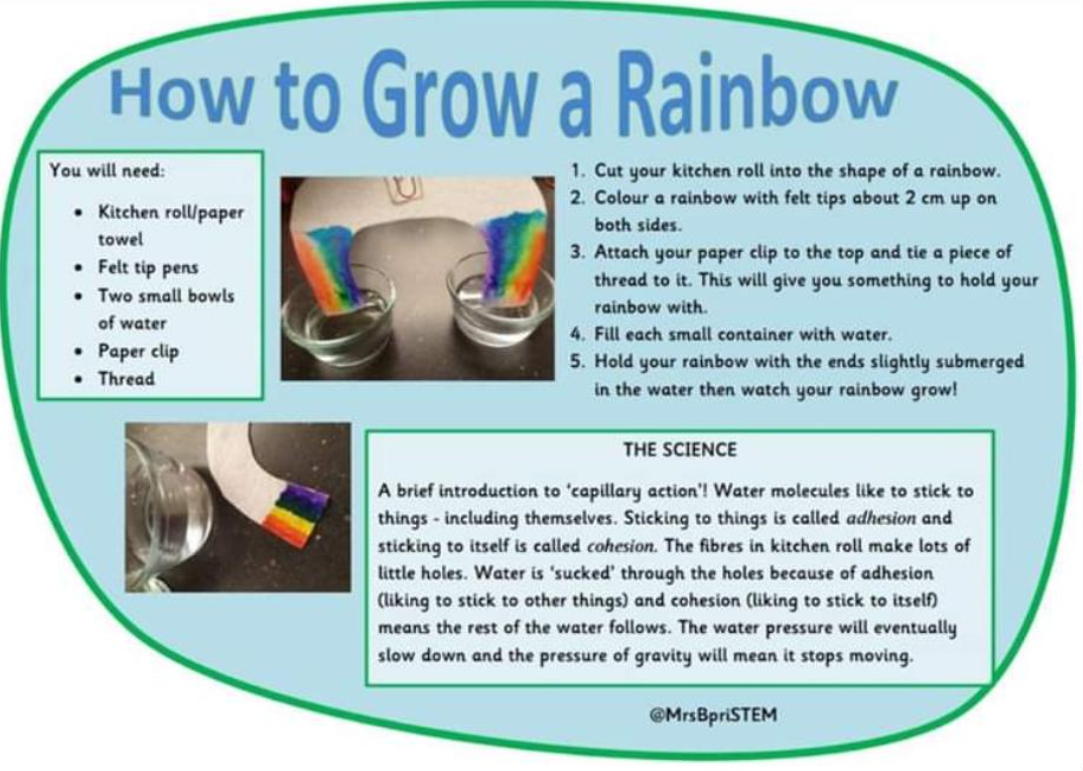 How to Grow a Rainbow
You will need:
• Kitchen roll/paper
towel
• Felt tip pens
• Two small bowls
of water
• Paper clip
• Thread
1. Cut your kitchen roll into the shape of a rainbow.
2. Colour a rainbow with felt tips about 2 cm up on
both sides.
3. Attach your paper clip to the top and tie a piece of
thread to it. This will give you something to hold your
rainbow with.
4. Fill each small container with water.
5. Hold your rainbow with the ends slightly submerged
in the water then watch your rainbow grow!
THE SCIENCE
A brief introduction to 'capillary action'! Water molecules like to stick to
things - including themselves. Sticking to things is called adhesion and
sticking to itself is called cohesion. The fibres in kitchen roll make lots of
little holes. Water is 'sucked' through the holes because of adhesion
(liking to stick to other things) and cohesion (liking to stick to itself)
means the rest of the water follows. The water pressure will eventually
slow down and the pressure of gravity will mean it stops moving.
@MrsBpriSTEM